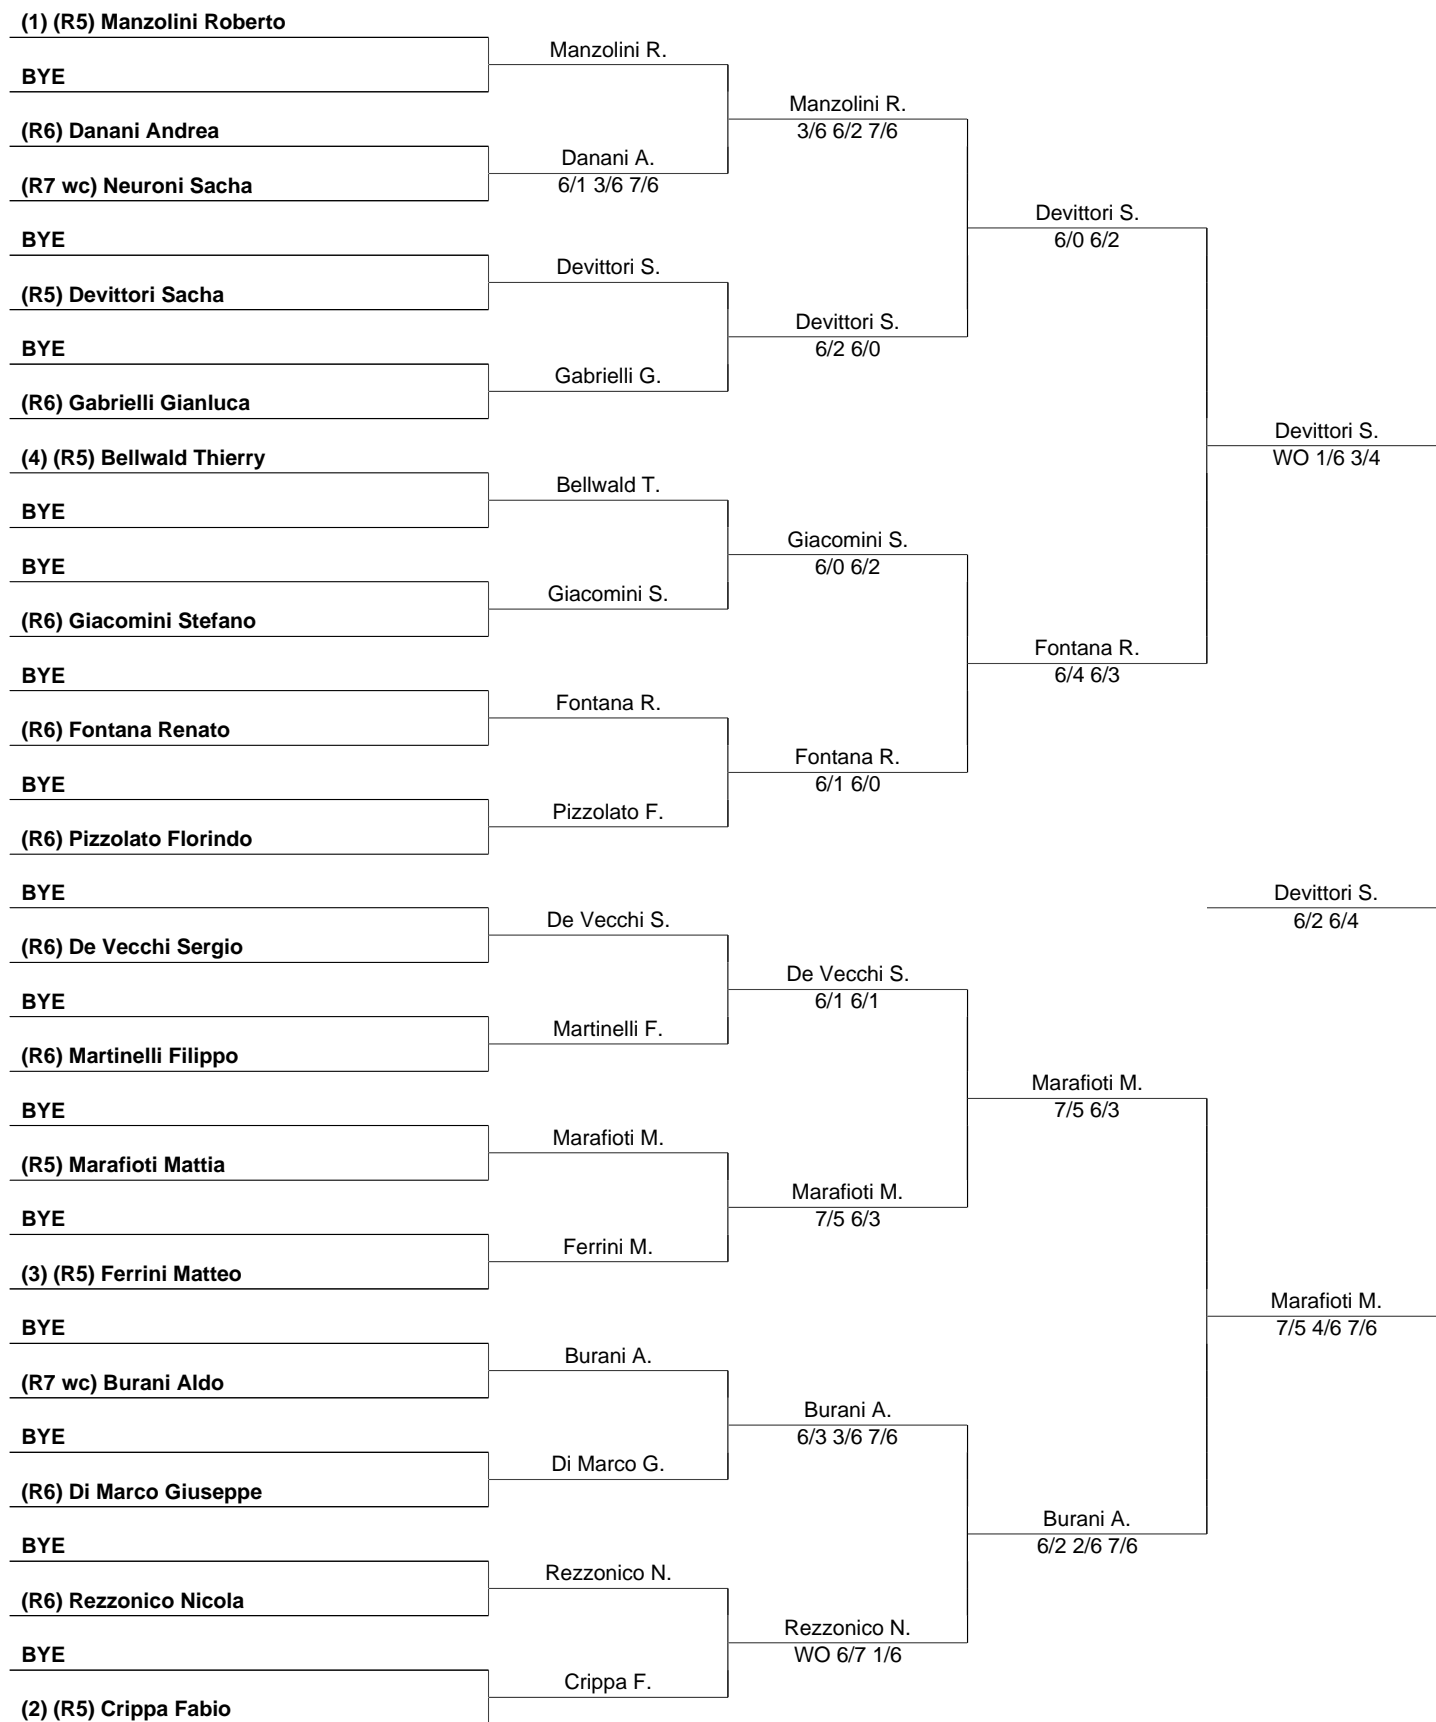 (1) (R5) Manzolini Roberto
Manzolini R.
BYE
Manzolini R.
3/6 6/2 7/6
(R6) Danani Andrea
Danani A.
6/1 3/6 7/6
(R7 wc) Neuroni Sacha
Devittori S.
6/0 6/2
BYE
Devittori S.
(R5) Devittori Sacha
Devittori S.
6/2 6/0
BYE
Gabrielli G.
(R6) Gabrielli Gianluca
Devittori S.
WO 1/6 3/4
(4) (R5) Bellwald Thierry
Bellwald T.
BYE
Giacomini S.
6/0 6/2
BYE
Giacomini S.
(R6) Giacomini Stefano
Fontana R.
6/4 6/3
BYE
Fontana R.
(R6) Fontana Renato
Fontana R.
6/1 6/0
BYE
Pizzolato F.
(R6) Pizzolato Florindo
BYE
Devittori S.
6/2 6/4
De Vecchi S.
(R6) De Vecchi Sergio
De Vecchi S.
6/1 6/1
BYE
Martinelli F.
(R6) Martinelli Filippo
Marafioti M.
7/5 6/3
BYE
Marafioti M.
(R5) Marafioti Mattia
Marafioti M.
7/5 6/3
BYE
Ferrini M.
(3) (R5) Ferrini Matteo
Marafioti M.
7/5 4/6 7/6
BYE
Burani A.
(R7 wc) Burani Aldo
Burani A.
6/3 3/6 7/6
BYE
Di Marco G.
(R6) Di Marco Giuseppe
Burani A.
6/2 2/6 7/6
BYE
Rezzonico N.
(R6) Rezzonico Nicola
Rezzonico N.
WO 6/7 1/6
BYE
Crippa F.
(2) (R5) Crippa Fabio